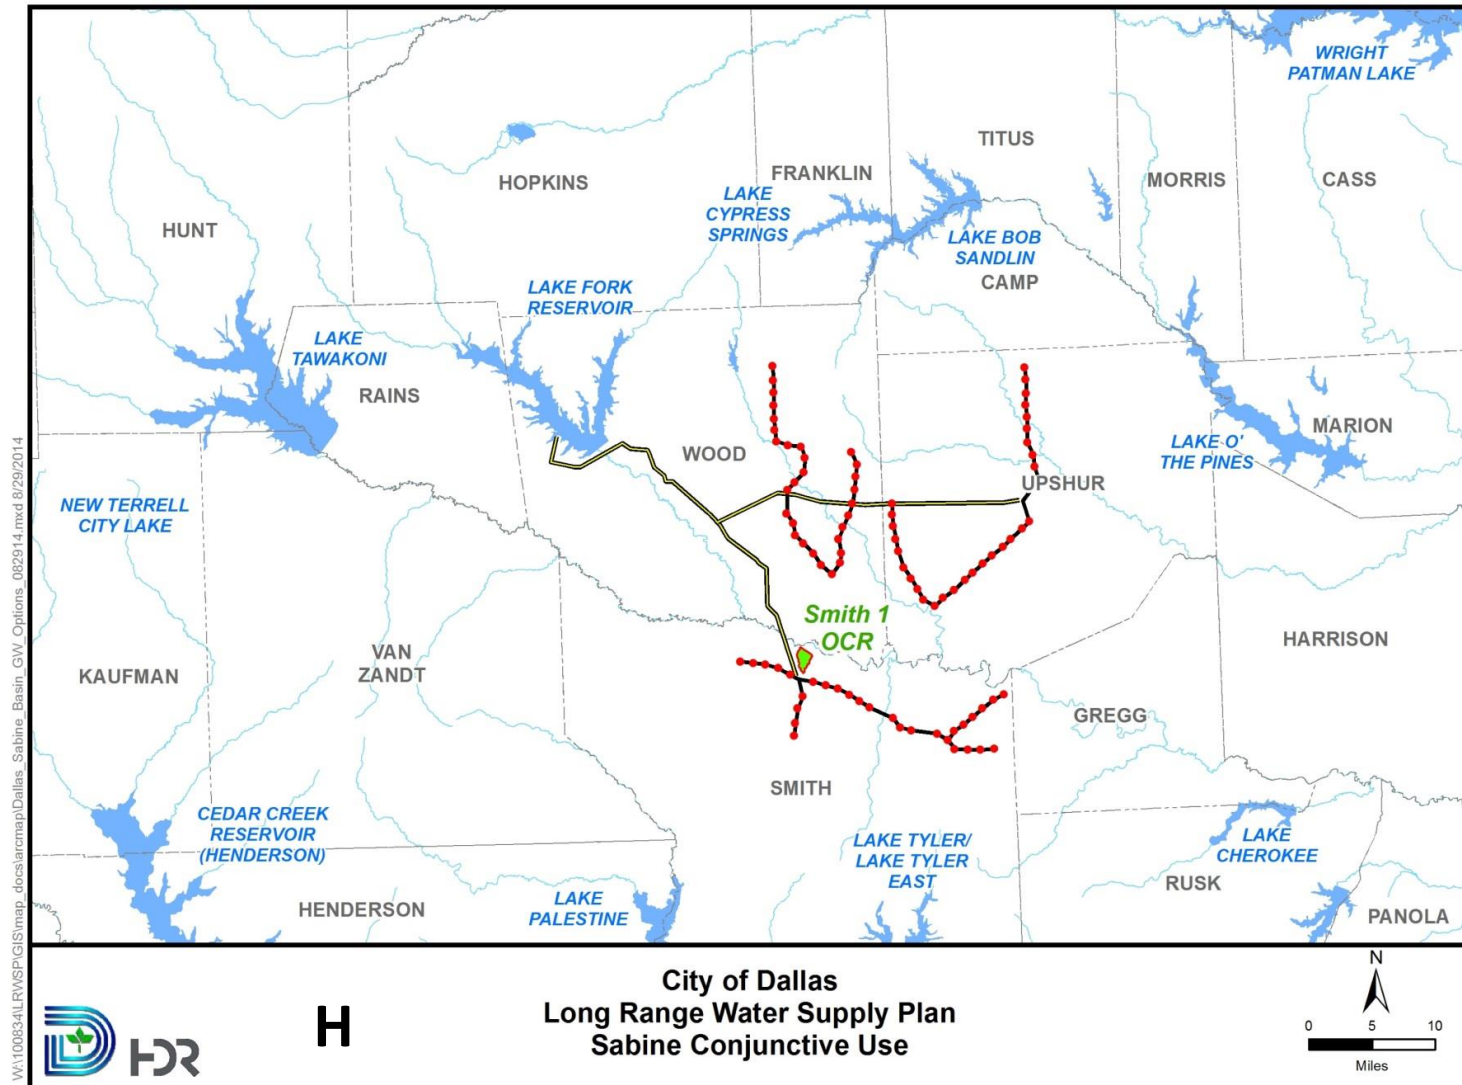 WRIGHT
PATMAN LAKE
TITUS
HOPKINS
FRANKLIN
MORRIS
CASS
HUNT
LAKE
CYPRESS
SPRINGS
LAKE BOB
SANDLIN
CAMP
LAKE FORK
RESERVOIR
LAKE
TAWAKONI
RAINS
WOOD
MARION
LAKE O'
THE PINES
UPSHUR
NEW TERRELL
CITY LAKE
Smith 1
OCR
HARRISON
VAN
ZANDT
KAUFMAN
GREGG
SMITH
CEDAR CREEK
RESERVOIR
(HENDERSON)
LAKE TYLER/
LAKE TYLER
EAST
LAKE
CHEROKEE
RUSK
LAKE
PALESTINE
HENDERSON
PANOLA
W:\100834\LRWSP\GIS\map_docs\arcmap\Dallas_Sabine_Basin_GW_Options_082914.mxd 8/29/2014
HDR
H
City of Dallas
Long Range Water Supply Plan
Sabine Conjunctive Use
N
0 5 10
Miles